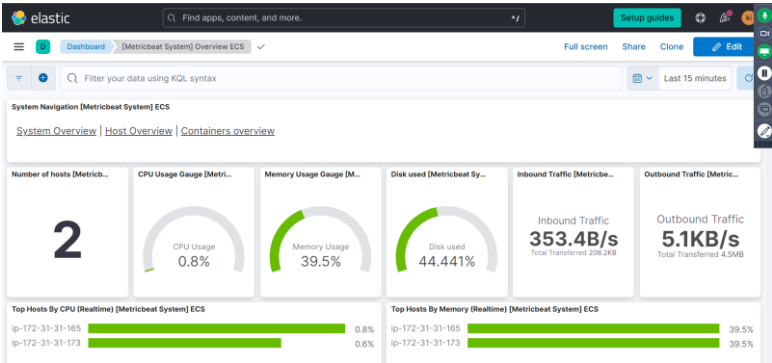 elastic
Find apps, content, and more.
^/
Setup guides
ki
D
Dashboard
[Metricbeat System] Overview ECS
Full screen
Share
Clone
Edit
Filter your data using KQL syntax
Last 15 minutes
System Navigation [Metricbeat System] ECS
System Overview | Host Overview | Containers overview
Number of hosts [Metricb...
CPU Usage Gauge [Metri...
Memory Usage Gauge [M...
Disk used [Metricbeat Sy...
Inbound Traffic [Metricbe...
Outbound Traffic [Metric...
2
CPU Usage
0.8%
Memory Usage
39.5%
Disk used
44.441%
Inbound Traffic
353.4B/s
Total Transferred 208.2KB
Outbound Traffic
5.1KB/s
Total Transferred 4.5MB
Top Hosts By CPU (Realtime) [Metricbeat System] ECS
ip-172-31-31-165
0.8%
ip-172-31-31-173
0.6%
Top Hosts By Memory (Realtime) [Metricbeat System] ECS
ip-172-31-31-165
39.5%
ip-172-31-31-173
39.5%